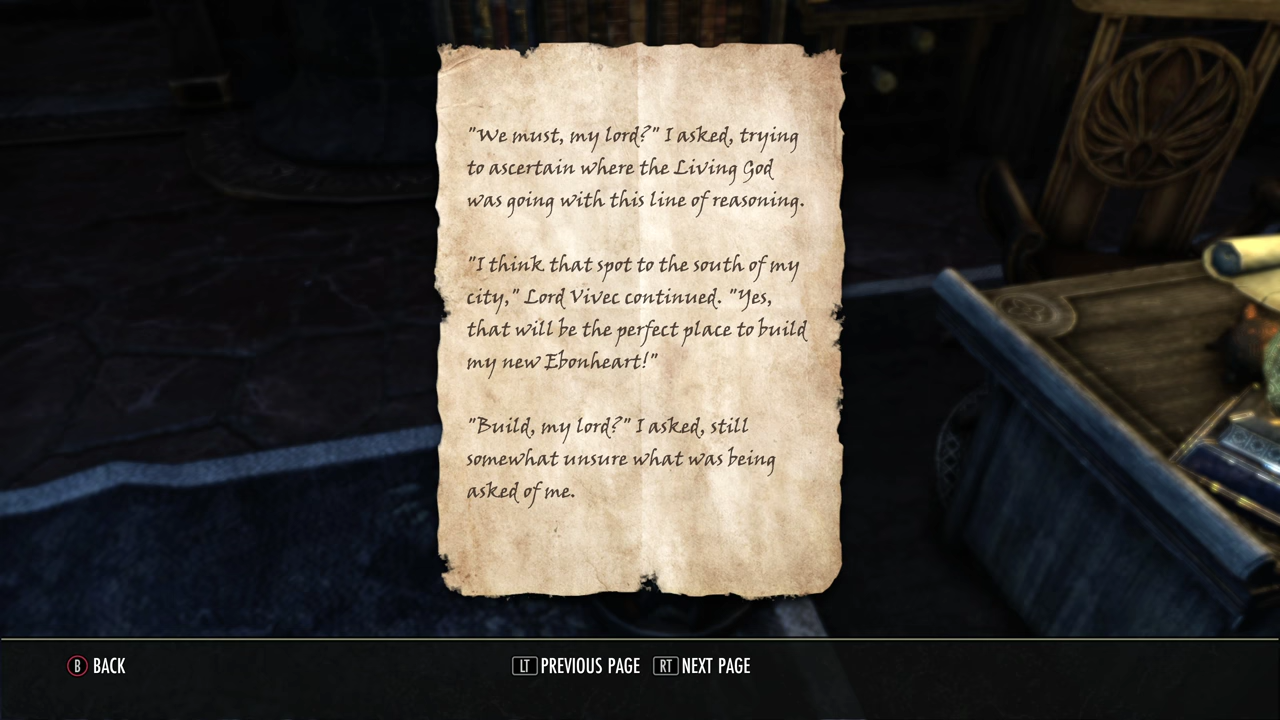 "We must, my lord?" I asked, trying
to ascertain where the Living God
was going with this line of reasoning.
"I think that spot to the south of my
city," Lord Vivec continued. "Yes,
that will be the perfect place to build
my new Ebonheart!"
"Build, my lord?" I asked, still
somewhat unsure what was being
asked of me.
B BACK
LT PREVIOUS PAGE RT NEXT PAGE